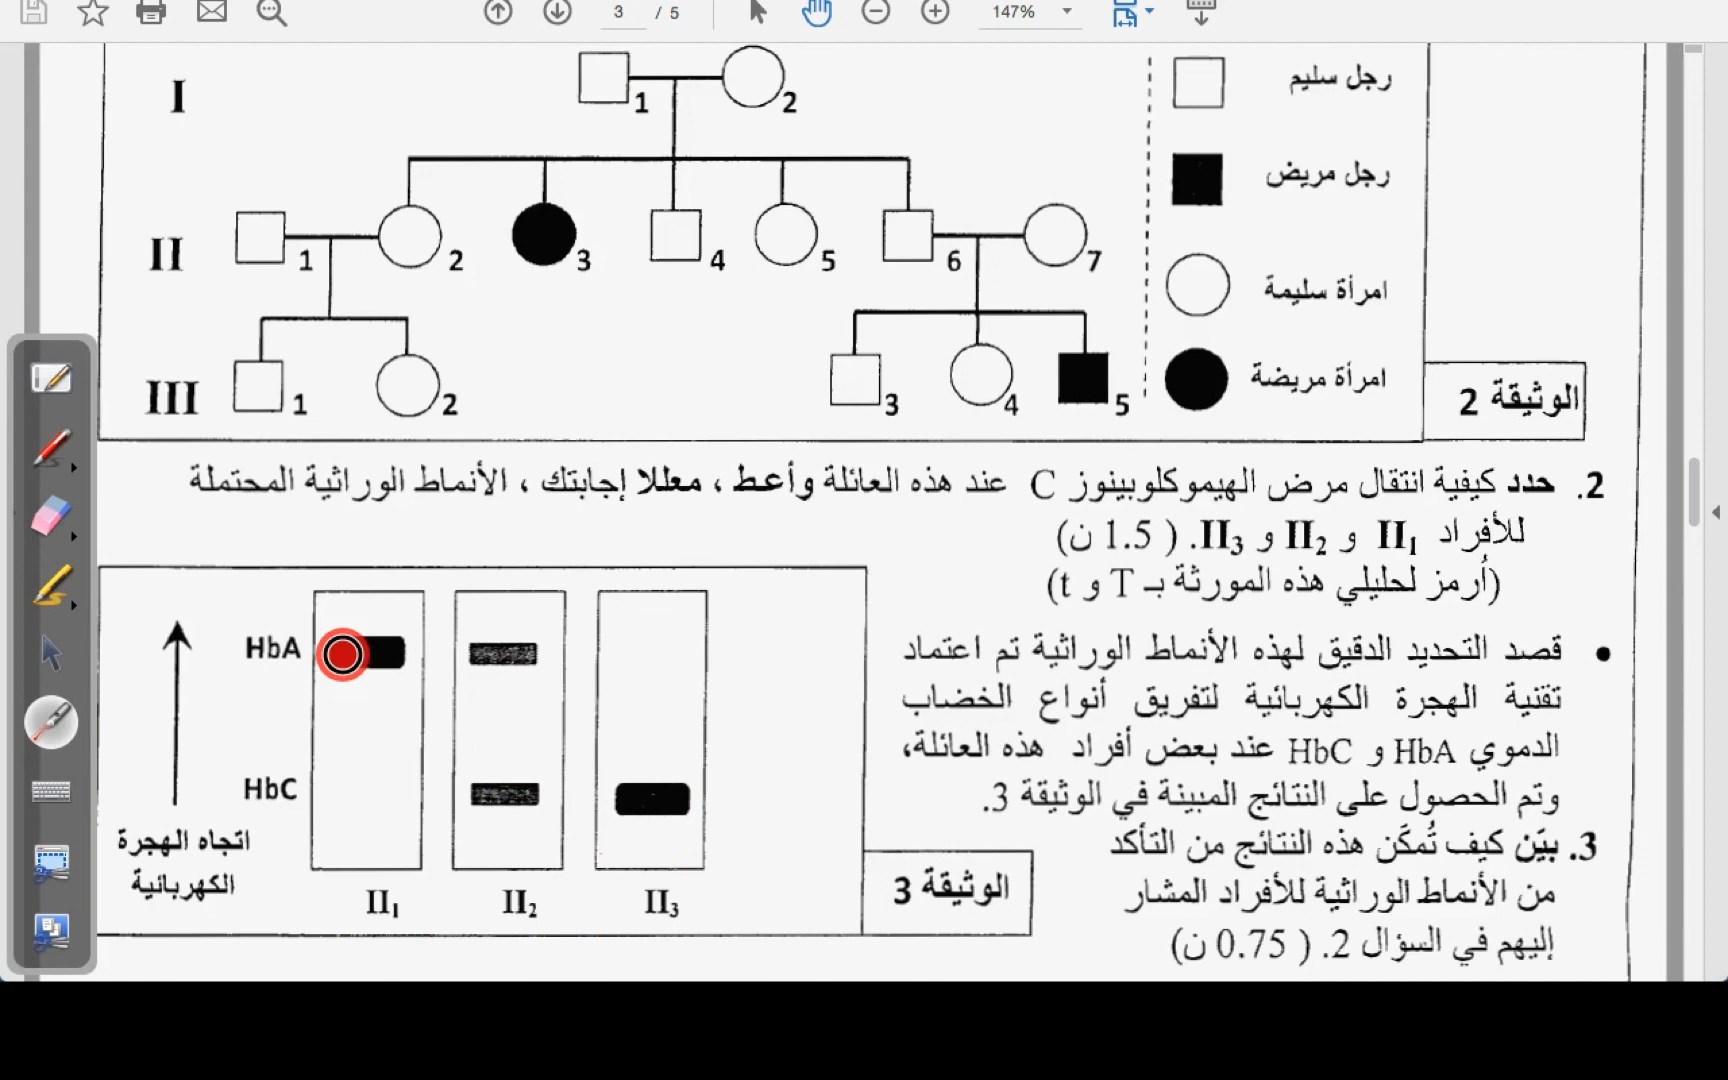 3 / 5
147%
I
1
2
رجل سليم
رجل مريض
امرأة سليمة
امرأة مريضة
II
1
2
3
4
5
6
7
III
1
2
3
4
5
الوثيقة 2
2. حدد كيفية انتقال مرض الهيموكلوبينوز C عند هذه العائلة وأعط ، معللا إجابتك ، الأنماط الوراثية المحتملة
للأفراد II1 و II2 و II3. ( 1.5 ن)
(أرمز لحليلي هذه المورثة بـ T و t)
• قصد التحديد الدقيق لهذه الأنماط الوراثية تم اعتماد
تقنية الهجرة الكهربائية لتفريق أنواع الخضاب
الدموي HbA و HbC عند بعض أفراد هذه العائلة،
وتم الحصول على النتائج المبينة في الوثيقة 3.
3. بيّن كيف تُمكَن هذه النتائج من التأكد
من الأنماط الوراثية للأفراد المشار
إليهم في السؤال 2. ( 0.75 ن)
HbA
HbC
اتجاه الهجرة
الكهربائية
II1
II2
II3
الوثيقة 3